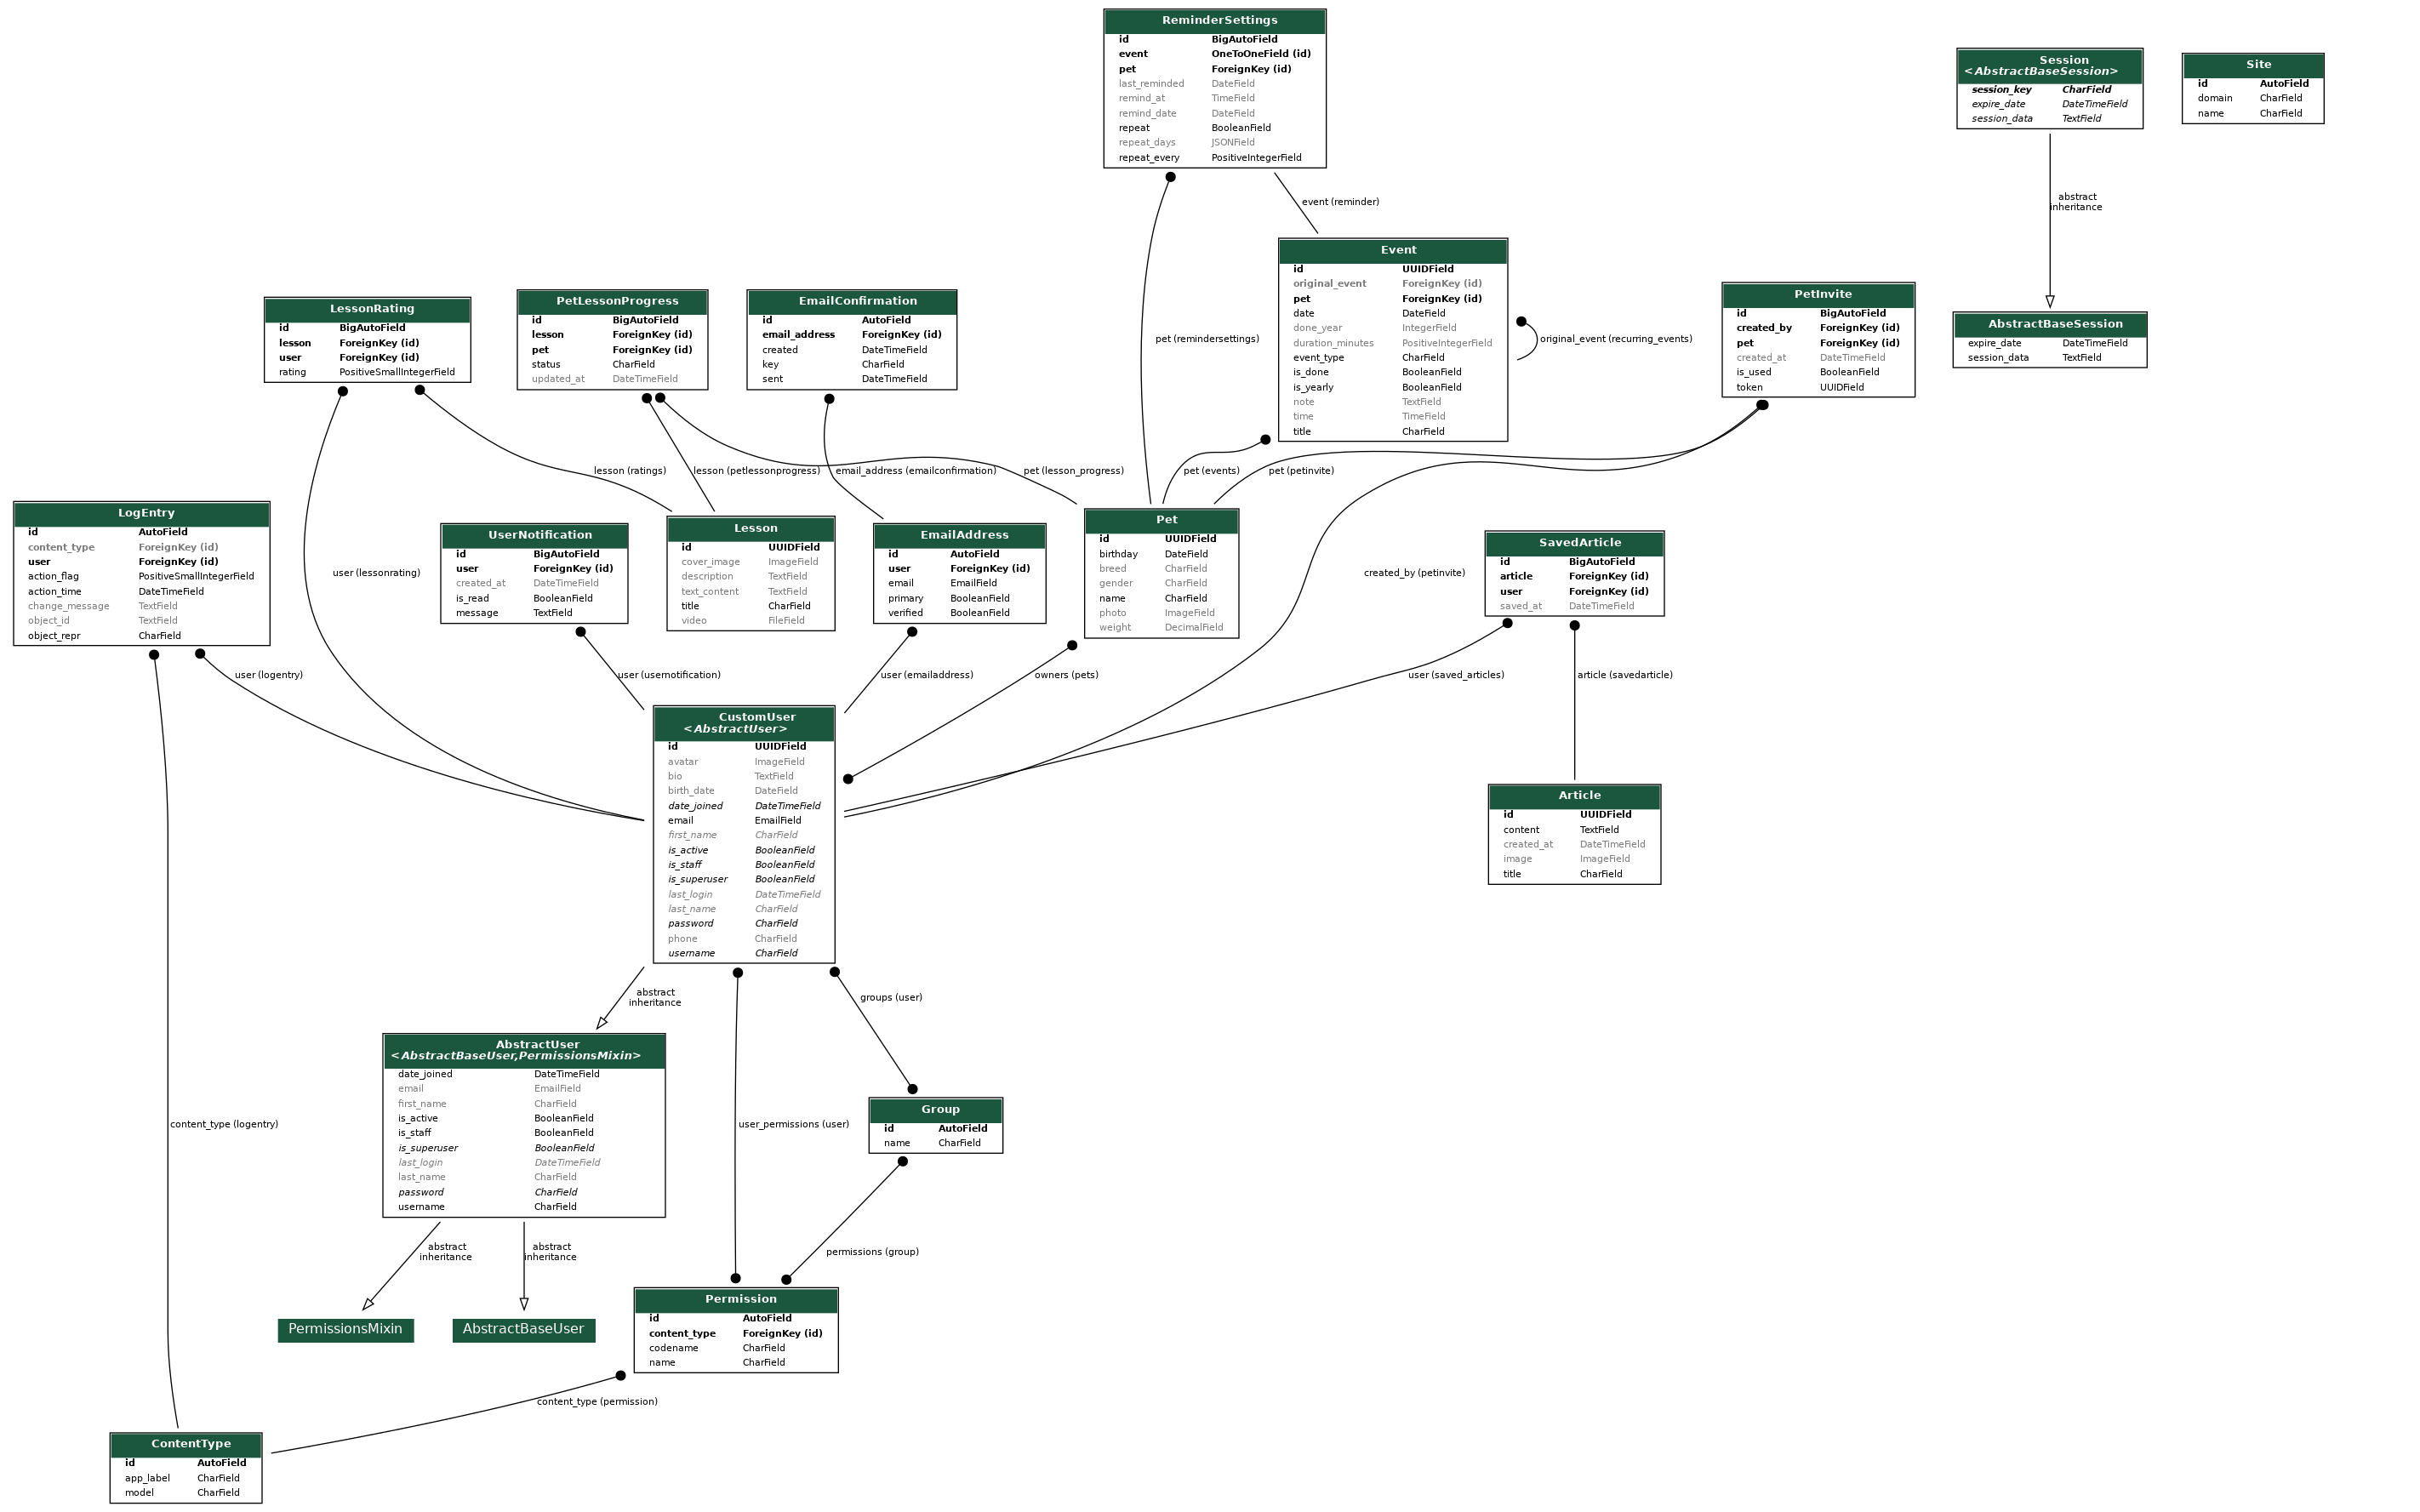 ReminderSettings
id BigAutoField
event OneToOneField (id)
pet ForeignKey (id)
last_reminded DateField
remind_at TimeField
remind_date DateField
repeat BooleanField
repeat_days JSONField
repeat_every PositiveIntegerField
Session
<AbstractBaseSession>
session_key CharField
expire_date DateTimeField
session_data TextField
Site
id AutoField
domain CharField
name CharField
event (reminder)
abstract
inheritance
Event
id UUIDField
original_event ForeignKey (id)
pet ForeignKey (id)
date DateField
done_year IntegerField
duration_minutes PositiveIntegerField
event_type CharField
is_done BooleanField
is_yearly BooleanField
note TextField
time TimeField
title CharField
original_event (recurring_events)
pet (remindersettings)
LessonRating
id BigAutoField
lesson ForeignKey (id)
user ForeignKey (id)
rating PositiveSmallIntegerField
PetLessonProgress
id BigAutoField
lesson ForeignKey (id)
pet ForeignKey (id)
status CharField
updated_at DateTimeField
EmailConfirmation
id AutoField
email_address ForeignKey (id)
created DateTimeField
key CharField
sent DateTimeField
PetInvite
id BigAutoField
created_by ForeignKey (id)
pet ForeignKey (id)
created_at DateTimeField
is_used BooleanField
token UUIDField
AbstractBaseSession
expire_date DateTimeField
session_data TextField
lesson (ratings)
lesson (petlessonprogress)
email_address (emailconfirmation)
pet (lesson_progress)
pet (events)
pet (petinvite)
LogEntry
id AutoField
content_type ForeignKey (id)
user ForeignKey (id)
action_flag PositiveSmallIntegerField
action_time DateTimeField
change_message TextField
object_id TextField
object_repr CharField
user (lessonrating)
UserNotification
id BigAutoField
user ForeignKey (id)
created_at DateTimeField
is_read BooleanField
message TextField
Lesson
id UUIDField
cover_image ImageField
description TextField
text_content TextField
title CharField
video FileField
EmailAddress
id AutoField
user ForeignKey (id)
email EmailField
primary BooleanField
verified BooleanField
Pet
id UUIDField
birthday DateField
breed CharField
gender CharField
name CharField
photo ImageField
weight DecimalField
created_by (petinvite)
SavedArticle
id BigAutoField
article ForeignKey (id)
user ForeignKey (id)
saved_at DateTimeField
user (logentry)
user (usernotification)
user (emailaddress)
owners (pets)
user (saved_articles)
article (savedarticle)
CustomUser
<AbstractUser>
id UUIDField
avatar ImageField
bio TextField
birth_date DateField
date_joined DateTimeField
email EmailField
first_name CharField
is_active BooleanField
is_staff BooleanField
is_superuser BooleanField
last_login DateTimeField
last_name CharField
password CharField
phone CharField
username CharField
Article
id UUIDField
content TextField
created_at DateTimeField
image ImageField
title CharField
abstract
inheritance
groups (user)
AbstractUser
<AbstractBaseUser,PermissionsMixin>
date_joined DateTimeField
email EmailField
first_name CharField
is_active BooleanField
is_staff BooleanField
is_superuser BooleanField
last_login DateTimeField
last_name CharField
password CharField
username CharField
content_type (logentry)
user_permissions (user)
Group
id AutoField
name CharField
abstract
inheritance
abstract
inheritance
permissions (group)
PermissionsMixin
AbstractBaseUser
Permission
id AutoField
content_type ForeignKey (id)
codename CharField
name CharField
content_type (permission)
ContentType
id AutoField
app_label CharField
model CharField